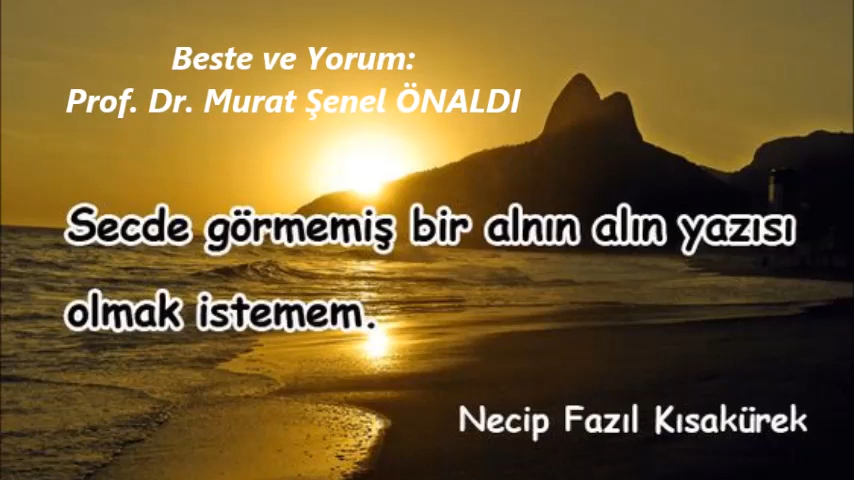 Beste ve Yorum:
Prof. Dr. Murat Şenel ÖNALDI
Secde görmemiş bir alnın alın yazısı
olmak istemem.
Necip Fazıl Kısakürek